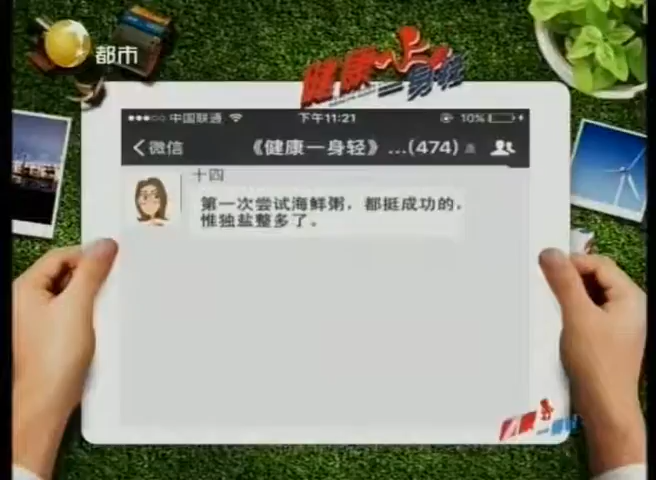 都市
健康一身轻
●●●○○ 中国联通 下午11:21 10%
微信 《健康一身轻》...(474)
十四
第一次尝试海鲜粥，都挺成功的，
惟独盐整多了。